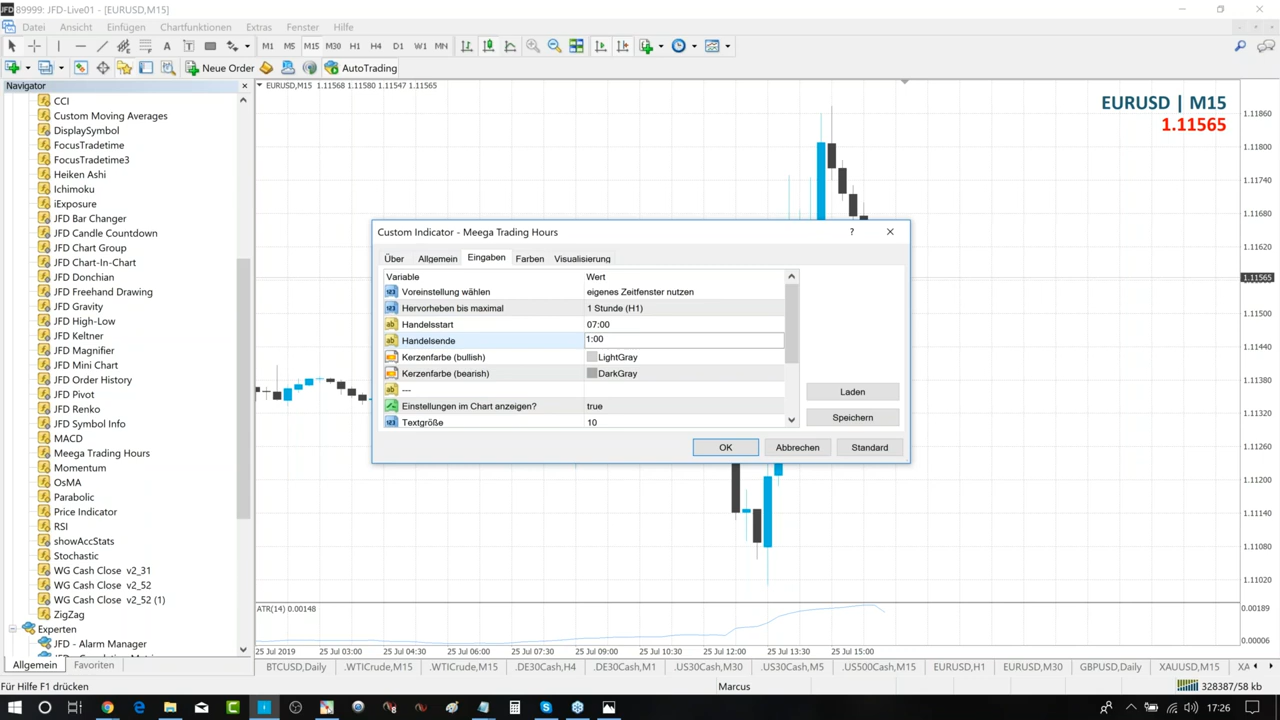 89999: JFD-Live01 - [EURUSD,M15]
Datei Ansicht Einfügen Chartfunktionen Extras Fenster Hilfe
M1 M5 M15 M30 H1 H4 D1 W1 MN
New Order AutoTrading
Navigator
CCI
Custom Moving Averages
DisplaySymbol
FocusTradetime
FocusTradetime3
Heiken Ashi
Ichimoku
iExposure
JFD Bar Changer
JFD Candle Countdown
JFD Chart Group
JFD Chart-In-Chart
JFD Donchian
JFD Freehand Drawing
JFD Gravity
JFD High-Low
JFD Keltner
JFD Magnifier
JFD Mini Chart
JFD Order History
JFD Pivot
JFD Renko
JFD Symbol Info
MACD
Meega Trading Hours
Momentum
OsMA
Parabolic
Price Indicator
RSI
showAccStats
Stochastic
WG Cash Close v2_31
WG Cash Close v2_52
WG Cash Close v2_52 (1)
ZigZag
Experten
JFD - Alarm Manager
Allgemein Favoriten
EURUSD,M15 1.11568 1.11580 1.11547 1.11565
EURUSD | M15
1.11565
1.11860
1.11800
1.11740
1.11680
1.11620
1.11565
1.11500
1.11440
1.11380
1.11320
1.11260
1.11200
1.11140
1.11080
1.11020
0.00189
0.00006
Custom Indicator - Meega Trading Hours ?
Über Allgemein Eingaben Farben Visualisierung
Variable Wert
Voreinstellung wählen eigenes Zeitfenster nutzen
Hervorheben bis maximal 1 Stunde (H1)
Handelsstart 07:00
Handelsende 1:00
Kerzenfarbe (bullish) LightGray
Kerzenfarbe (bearish) DarkGray
---
Einstellungen im Chart anzeigen? true
Textgröße 10
Laden
Speichern
OK Abbrechen Standard
ATR(14) 0.00148
25 Jul 2019 25 Jul 03:00 25 Jul 04:30 25 Jul 06:00 25 Jul 07:30 25 Jul 09:00 25 Jul 10:30 25 Jul 12:00 25 Jul 13:30 25 Jul 15:00
BTCUSD,Daily .WTICrude,M15 .WTICrude,M15 .DE30Cash,H4 .DE30Cash,M1 .US30Cash,M30 .US30Cash,M5 .US500Cash,M15 EURUSD,H1 EURUSD,M30 GBPUSD,Daily XAUUSD,M15 XA
Für Hilfe F1 drücken Marcus 328387/58 kb
17:26